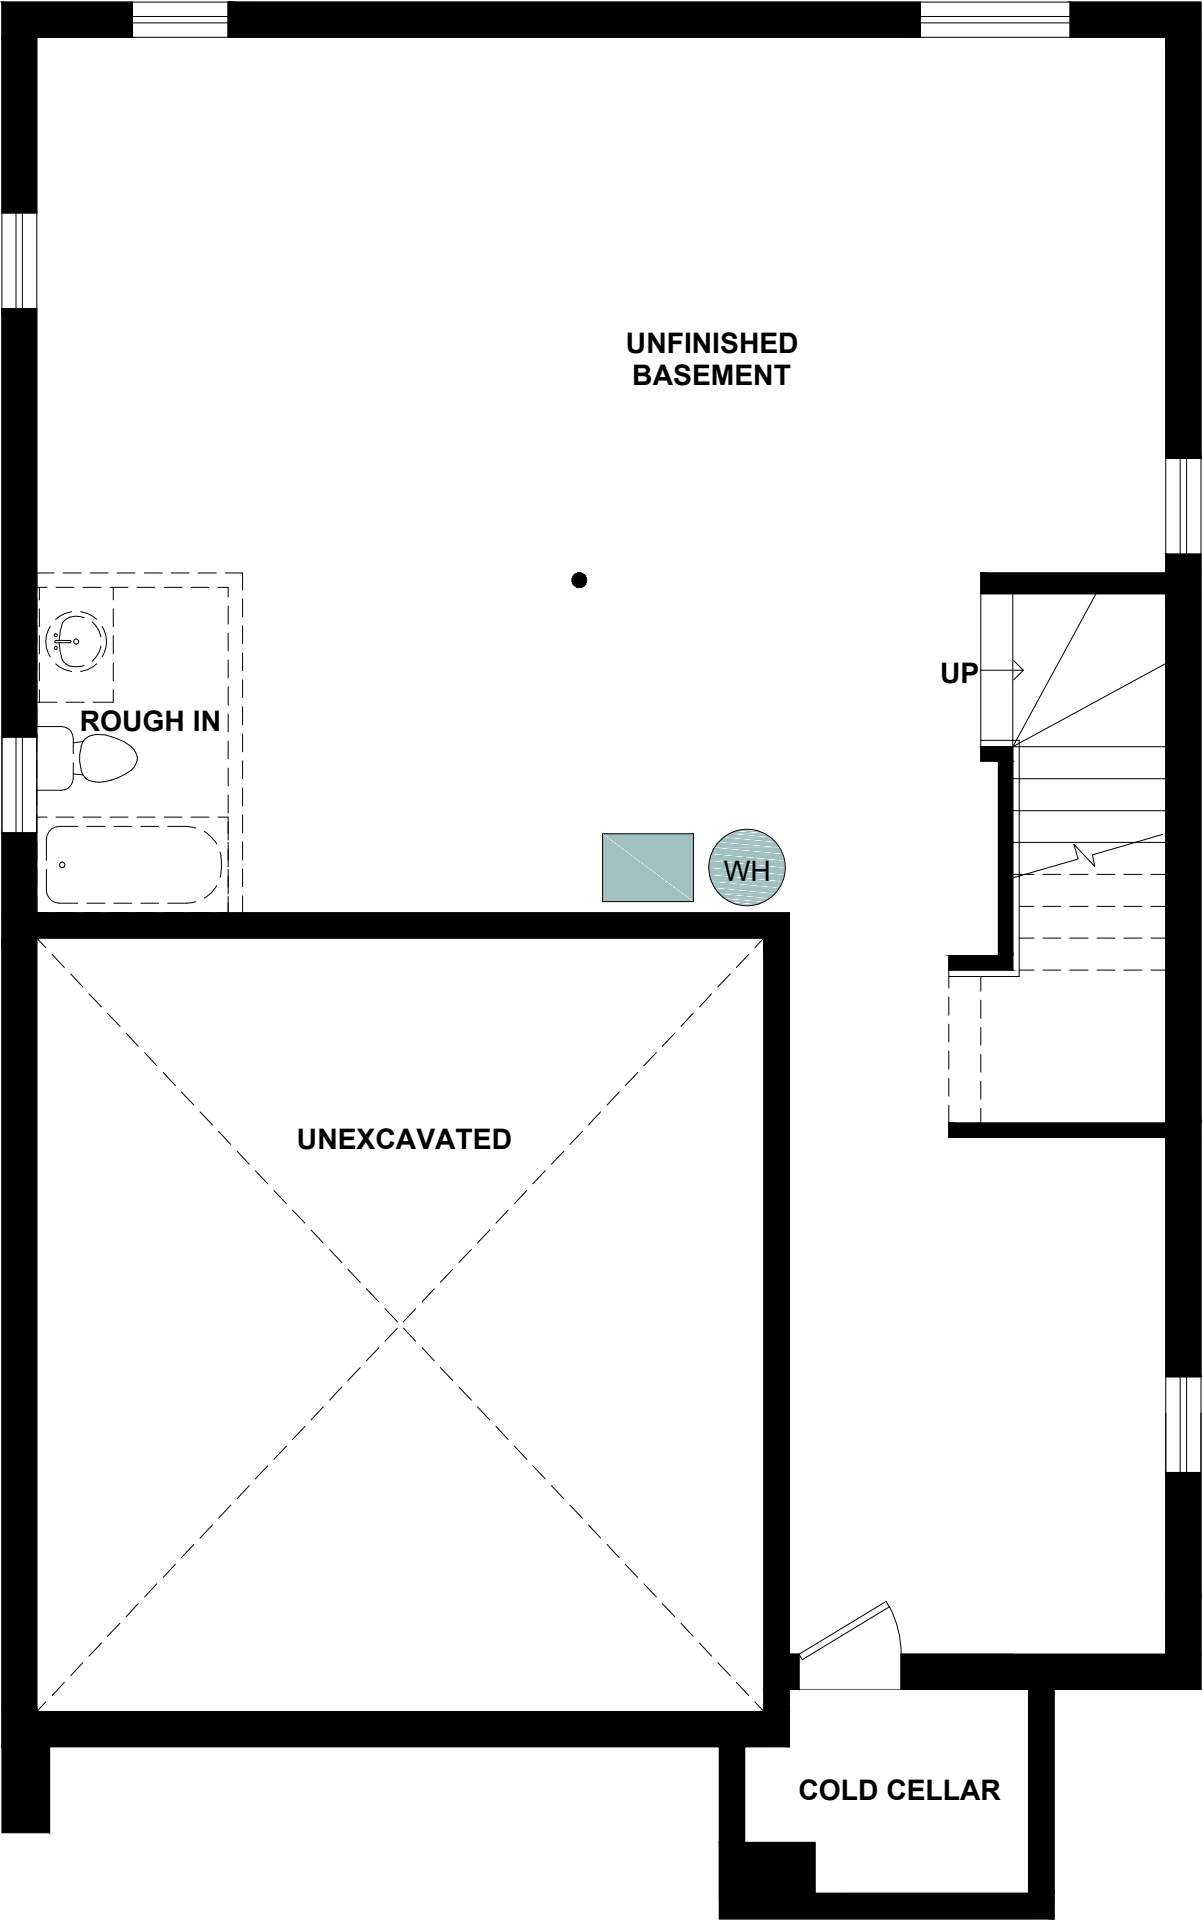 UNFINISHED
BASEMENT
UP
ROUGH IN
WH
UNEXCAVATED
COLD CELLAR